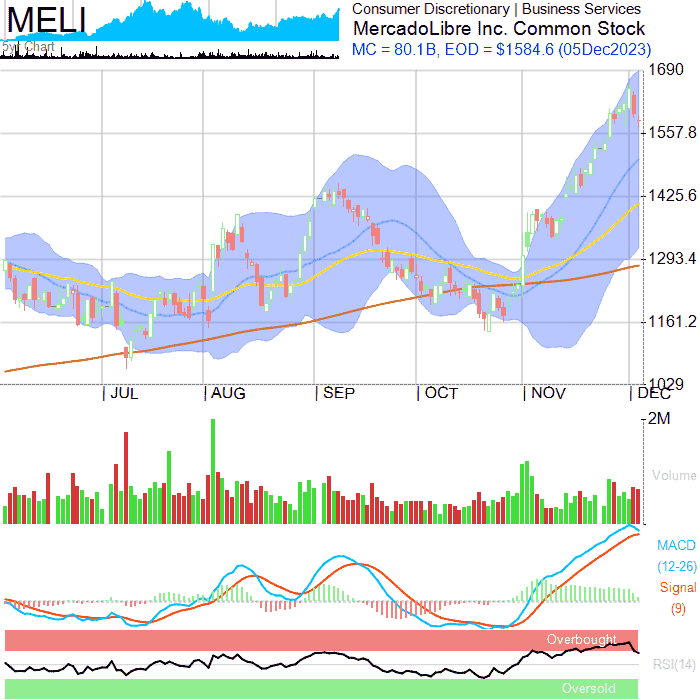 MELI
5yr Chart
Consumer Discretionary | Business Services
MercadoLibre Inc. Common Stock
MC = 80.1B, EOD = $1584.6 (05Dec2023)
1690
1557.8
1425.6
1293.4
1161.2
1029
JUL AUG SEP OCT NOV DEC
2M
Volume
MACD
(12-26)
Signal
(9)
Overbought
RSI(14)
Oversold